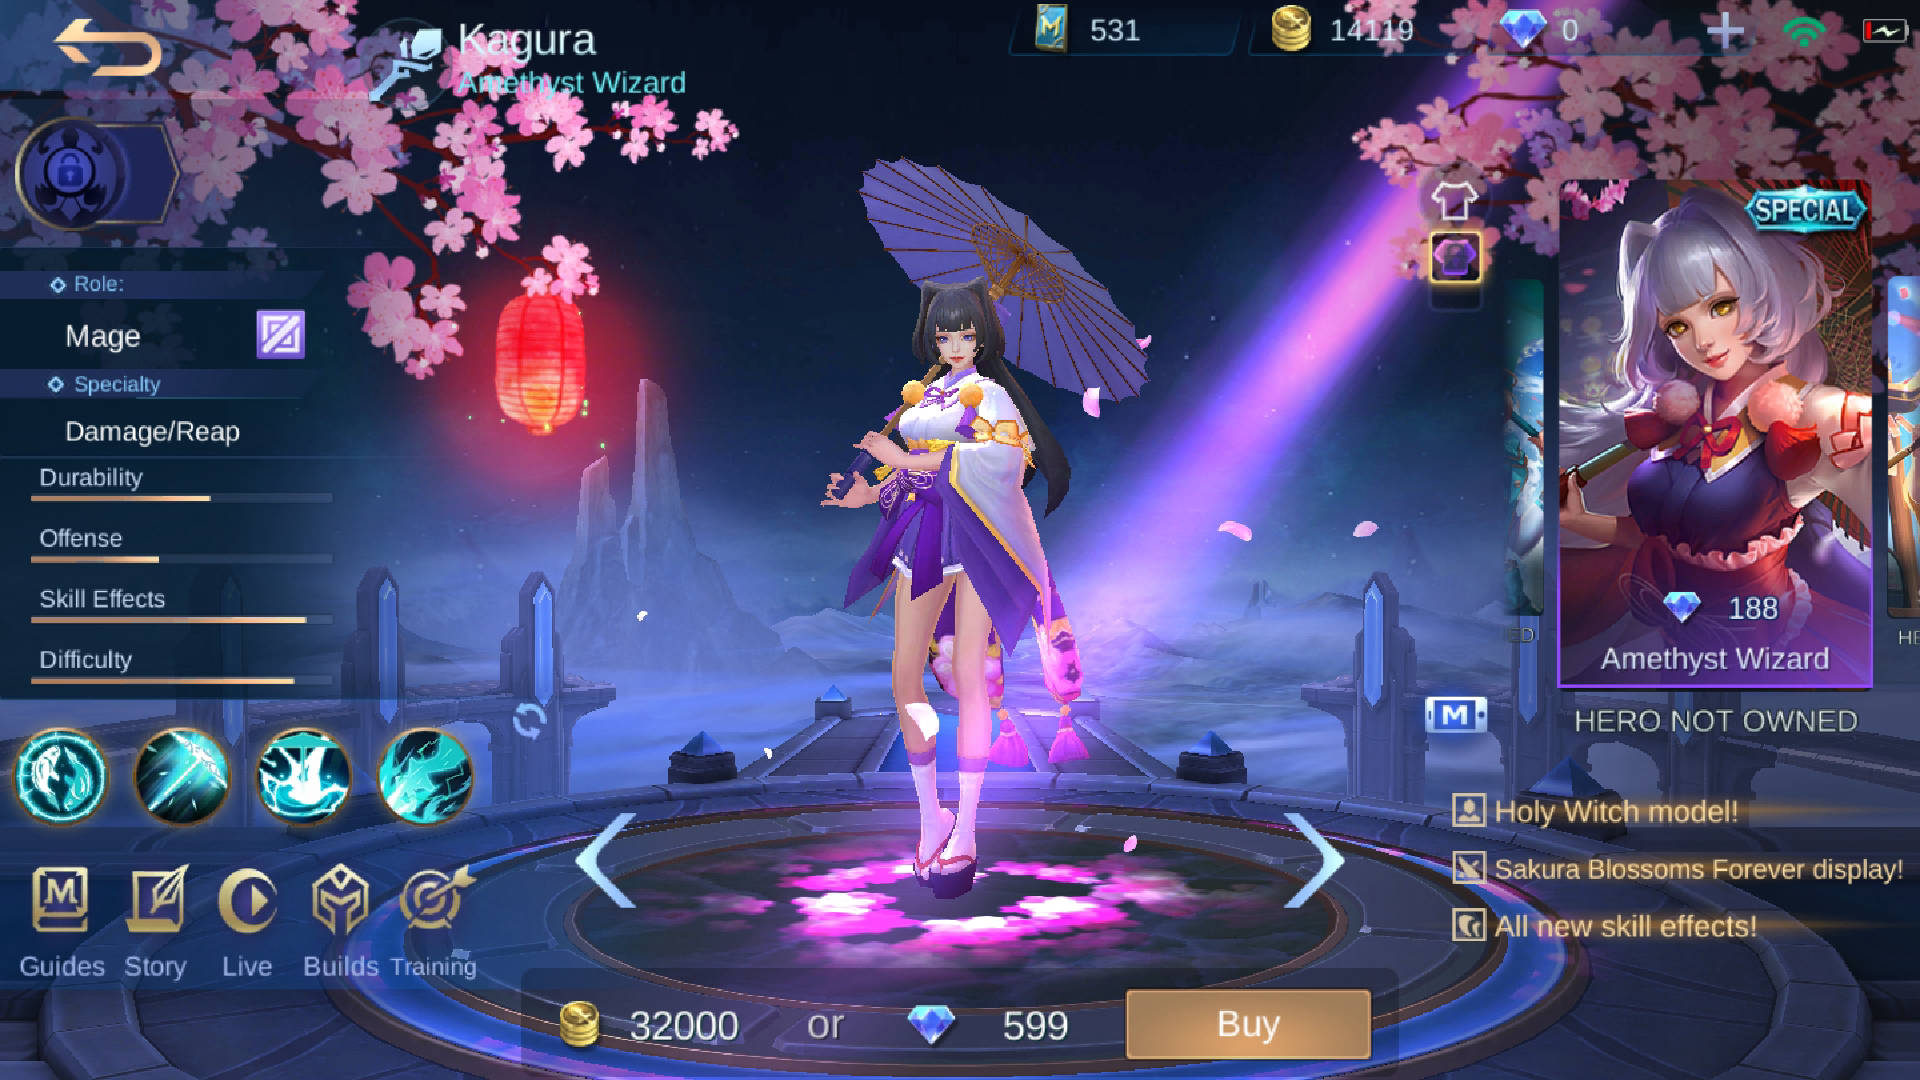 Kagura
Amethyst Wizard
531
14119
0
Role:
Mage
Specialty
Damage/Reap
Durability
Offense
Skill Effects
Difficulty
SPECIAL
188
Amethyst Wizard
HERO NOT OWNED
M
Holy Witch model!
Sakura Blossoms Forever display!
All new skill effects!
Guides Story Live Builds Training
32000 or 599 Buy